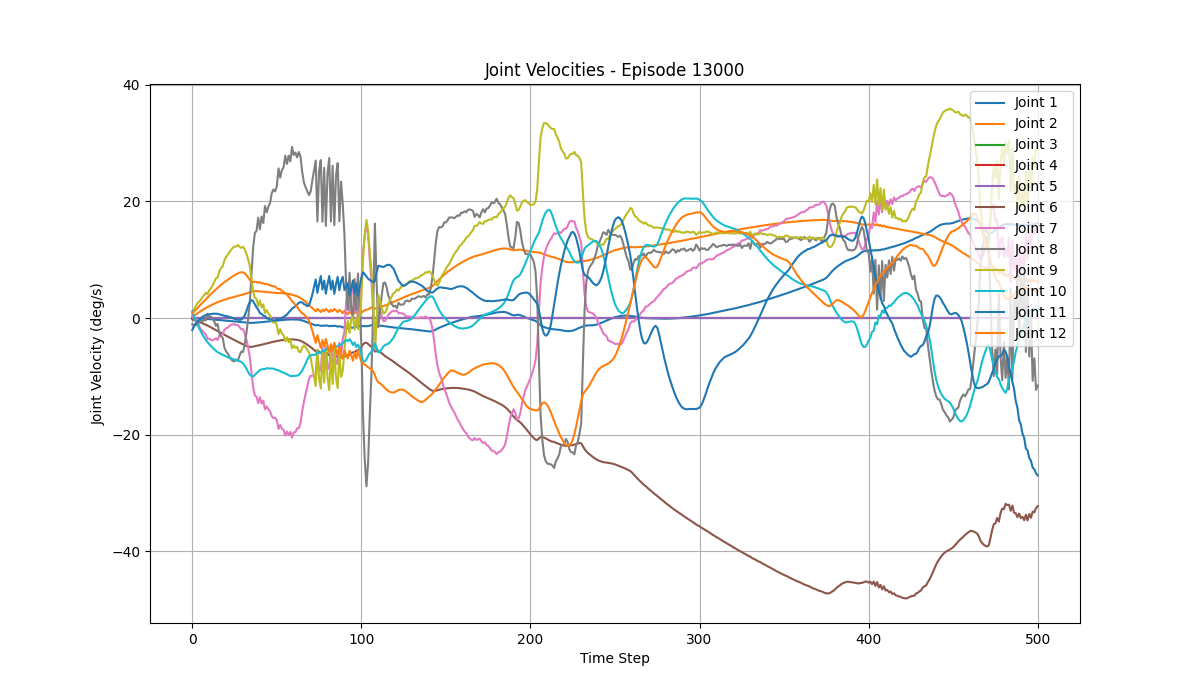 Joint Velocities - Episode 13000
Joint Velocity (deg/s)
40
20
0
−20
−40
0 100 200 300 400 500
Time Step
Joint 1
Joint 2
Joint 3
Joint 4
Joint 5
Joint 6
Joint 7
Joint 8
Joint 9
Joint 10
Joint 11
Joint 12